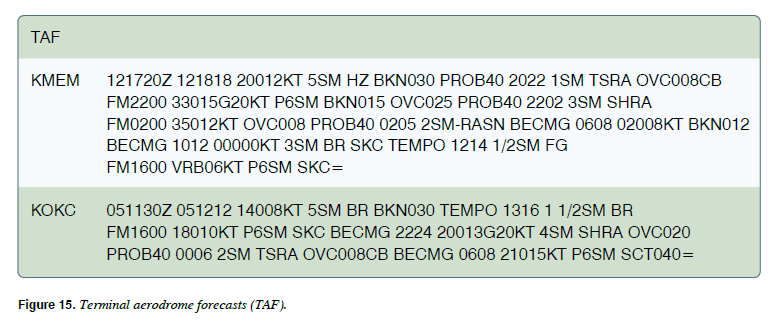 TAF
KMEM 121720Z 121818 20012KT 5SM HZ BKN030 PROB40 2022 1SM TSRA OVC008CB
FM2200 33015G20KT P6SM BKN015 OVC025 PROB40 2202 3SM SHRA
FM0200 35012KT OVC008 PROB40 0205 2SM-RASN BECMG 0608 02008KT BKN012
BECMG 1012 00000KT 3SM BR SKC TEMPO 1214 1/2SM FG
FM1600 VRB06KT P6SM SKC=
KOKC 051130Z 051212 14008KT 5SM BR BKN030 TEMPO 1316 1 1/2SM BR
FM1600 18010KT P6SM SKC BECMG 2224 20013G20KT 4SM SHRA OVC020
PROB40 0006 2SM TSRA OVC008CB BECMG 0608 21015KT P6SM SCT040=
Figure 15. Terminal aerodrome forecasts (TAF).